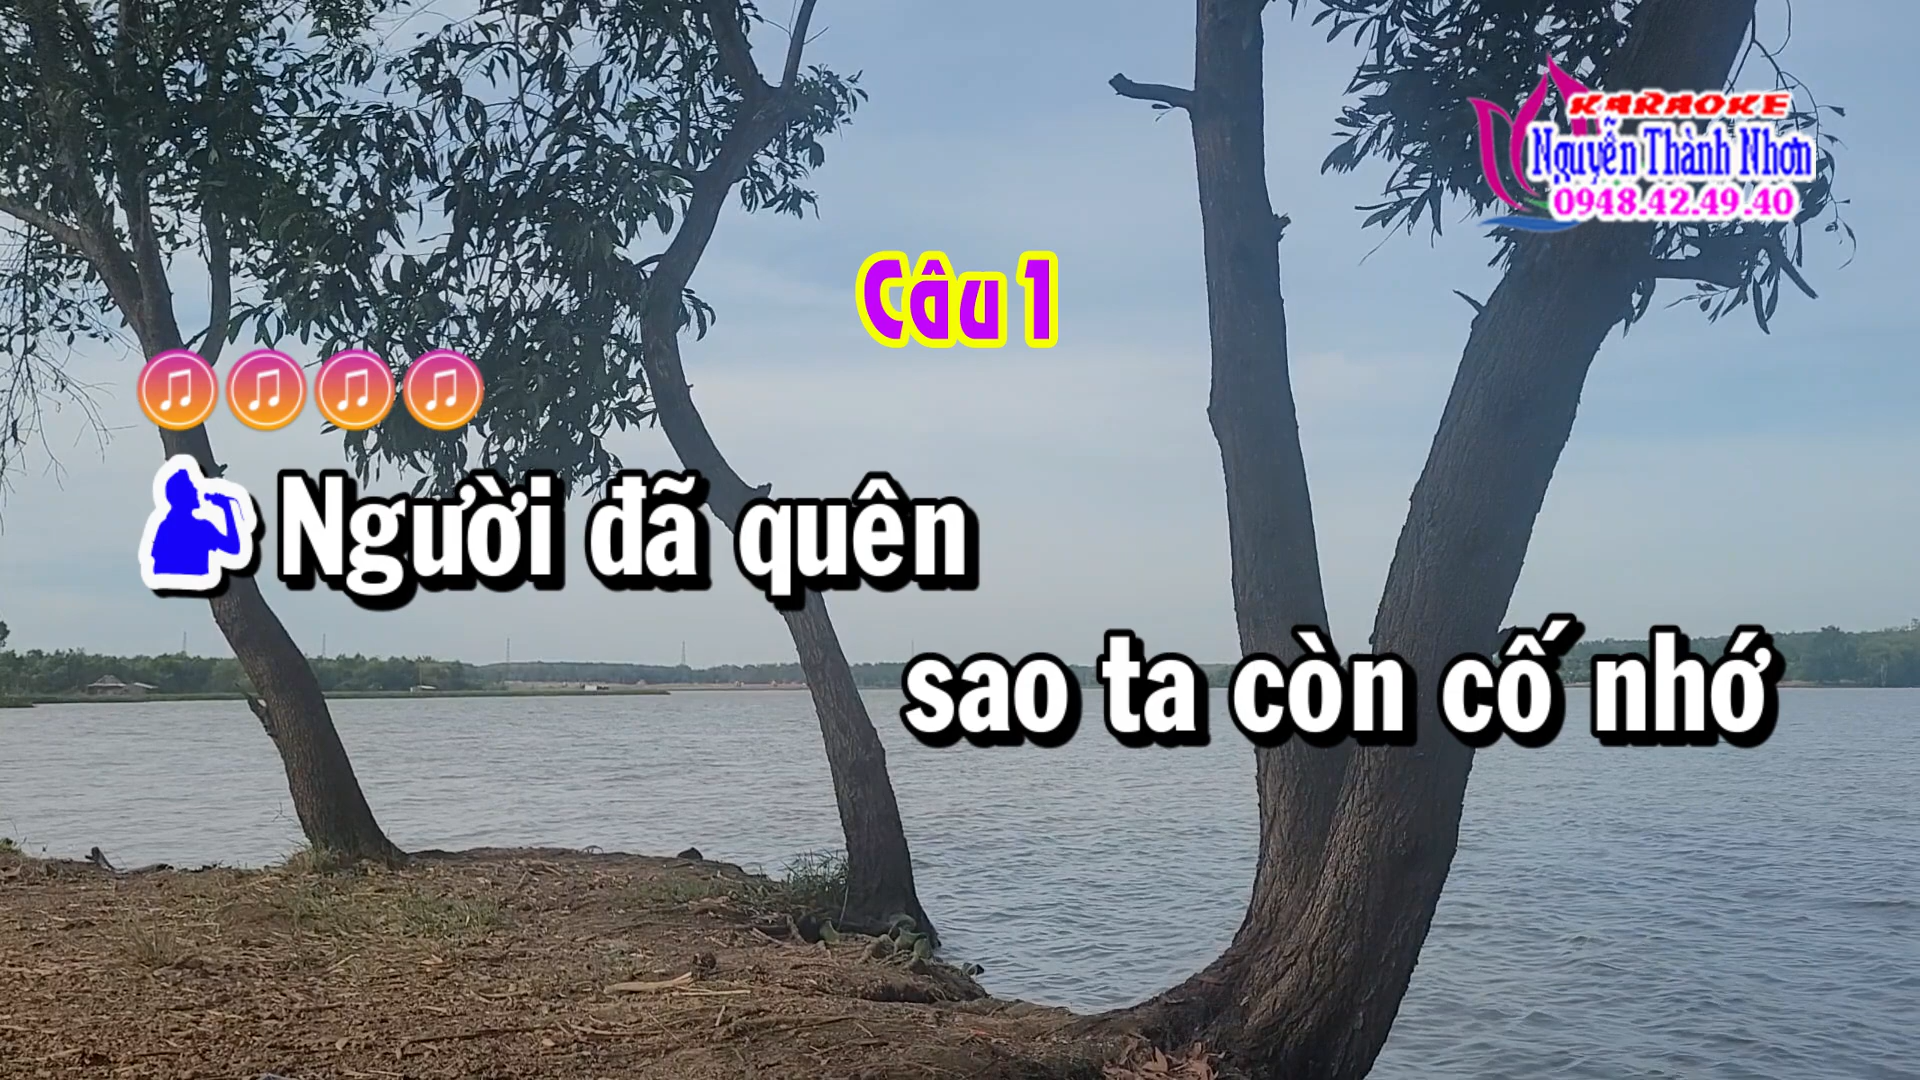 KARAOKE
Nguyễn Thành Nhơn
0948.42.49.40
Câu 1
Người đã quên
sao ta còn cố nhớ